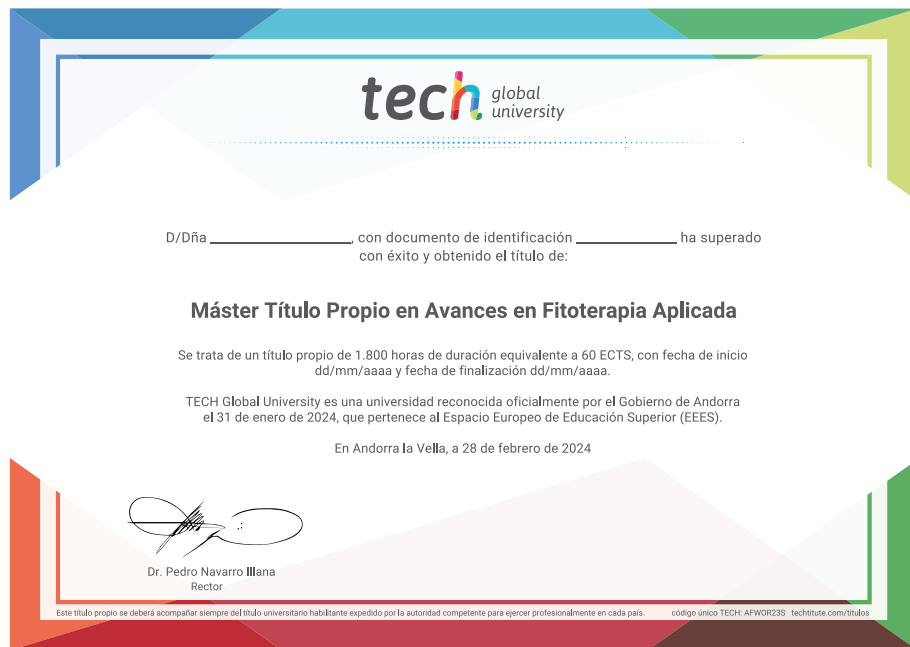 tech global
university
D/Dña ______________, con documento de identificación __________ ha superado
con éxito y obtenido el título de:
Máster Título Propio en Avances en Fitoterapia Aplicada
Se trata de un título propio de 1.800 horas de duración equivalente a 60 ECTS, con fecha de inicio
dd/mm/aaaa y fecha de finalización dd/mm/aaaa.
TECH Global University es una universidad reconocida oficialmente por el Gobierno de Andorra
el 31 de enero de 2024, que pertenece al Espacio Europeo de Educación Superior (EEES).
En Andorra la Vella, a 28 de febrero de 2024
Dr. Pedro Navarro Illana
Rector
Este título propio se deberá acompañar siempre del título universitario habilitante expedido por la autoridad competente para ejercer profesionalmente en cada país. código único TECH: AFWOR23S techtitute.com/titulos